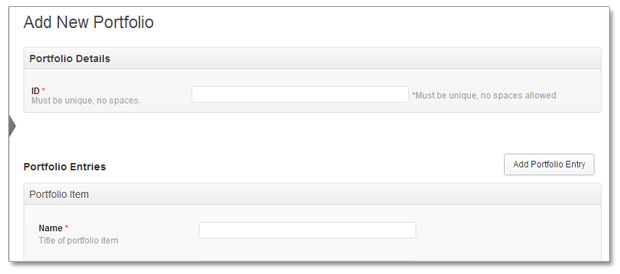 Add New Portfolio
Portfolio Details
ID *
Must be unique, no spaces.
*Must be unique, no spaces allowed
Portfolio Entries
Add Portfolio Entry
Portfolio Item
Name *
Title of portfolio item